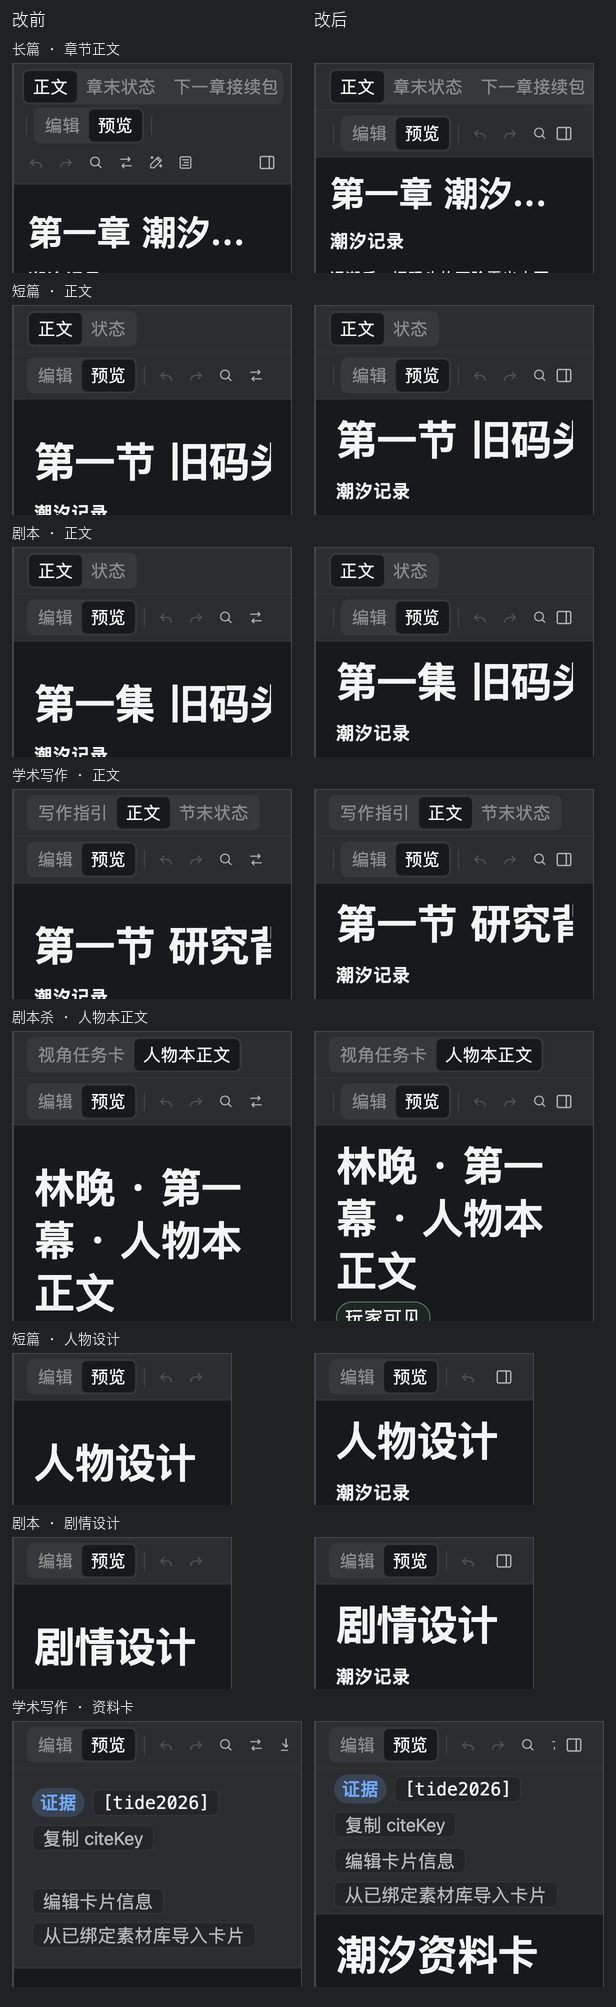 改前 改后
长篇 · 章节正文
正文 章末状态 下一章接续包
编辑 预览
第一章 潮汐...
正文 章末状态 下一章接续包
编辑 预览
第一章 潮汐...
潮汐记录
短篇 · 正文
正文 状态
编辑 预览
第一节 旧码头
潮汐记录
正文 状态
编辑 预览
第一节 旧码头
潮汐记录
剧本 · 正文
正文 状态
编辑 预览
第一集 旧码头
潮汐记录
正文 状态
编辑 预览
第一集 旧码头
潮汐记录
学术写作 · 正文
写作指引 正文 节末状态
编辑 预览
第一节 研究背
潮汐记录
写作指引 正文 节末状态
编辑 预览
第一节 研究背
潮汐记录
剧本杀 · 人物本正文
视角任务卡 人物本正文
编辑 预览
林晚 · 第一
幕 · 人物本
正文
视角任务卡 人物本正文
编辑 预览
林晚 · 第一
幕 · 人物本
正文
玩家可见
短篇 · 人物设计
编辑 预览
人物设计
编辑 预览
人物设计
潮汐记录
剧本 · 剧情设计
编辑 预览
剧情设计
编辑 预览
剧情设计
潮汐记录
学术写作 · 资料卡
编辑 预览
证据 [tide2026]
复制 citeKey
编辑卡片信息
从已绑定素材库导入卡片
编辑 预览
证据 [tide2026]
复制 citeKey
编辑卡片信息
从已绑定素材库导入卡片
潮汐资料卡